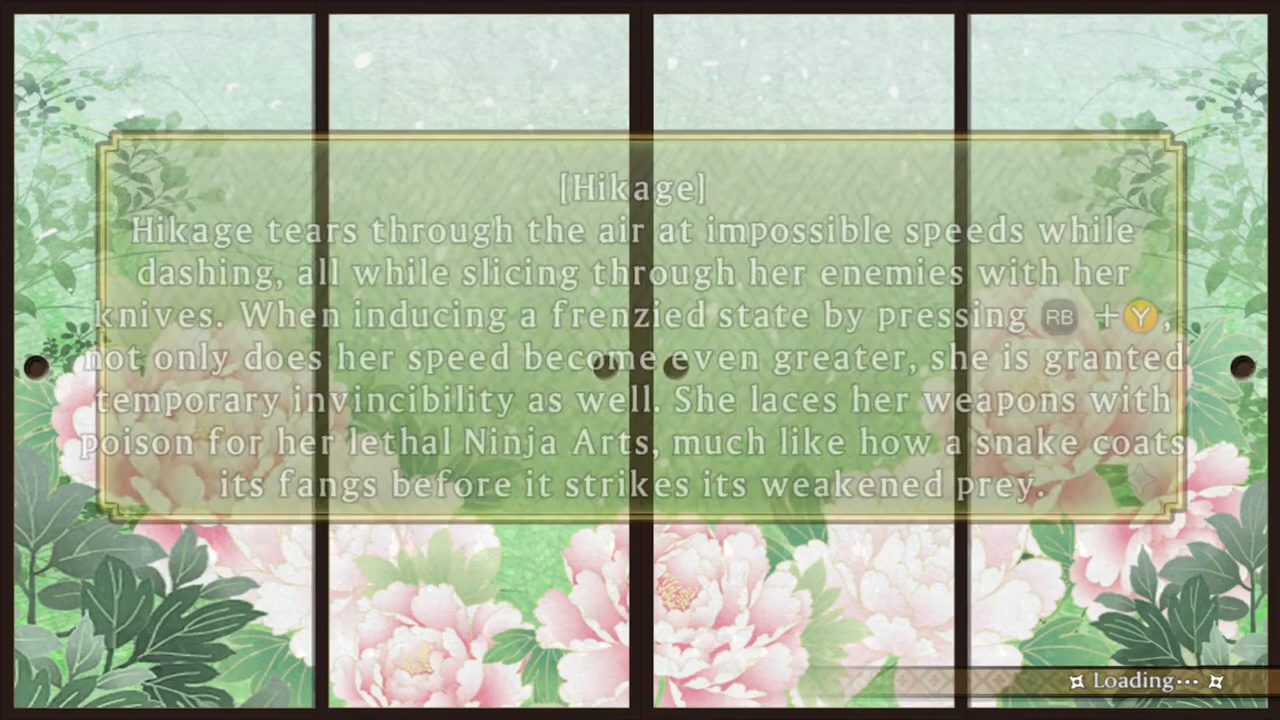 [Hikage]
Hikage tears through the air at impossible speeds while
dashing, all while slicing through her enemies with her
knives. When inducing a frenzied state by pressing RB + Y,
not only does her speed become even greater, she is granted
temporary invincibility as well. She laces her weapons with
poison for her lethal Ninja Arts, much like how a snake coats
its fangs before it strikes its weakened prey.
Loading···